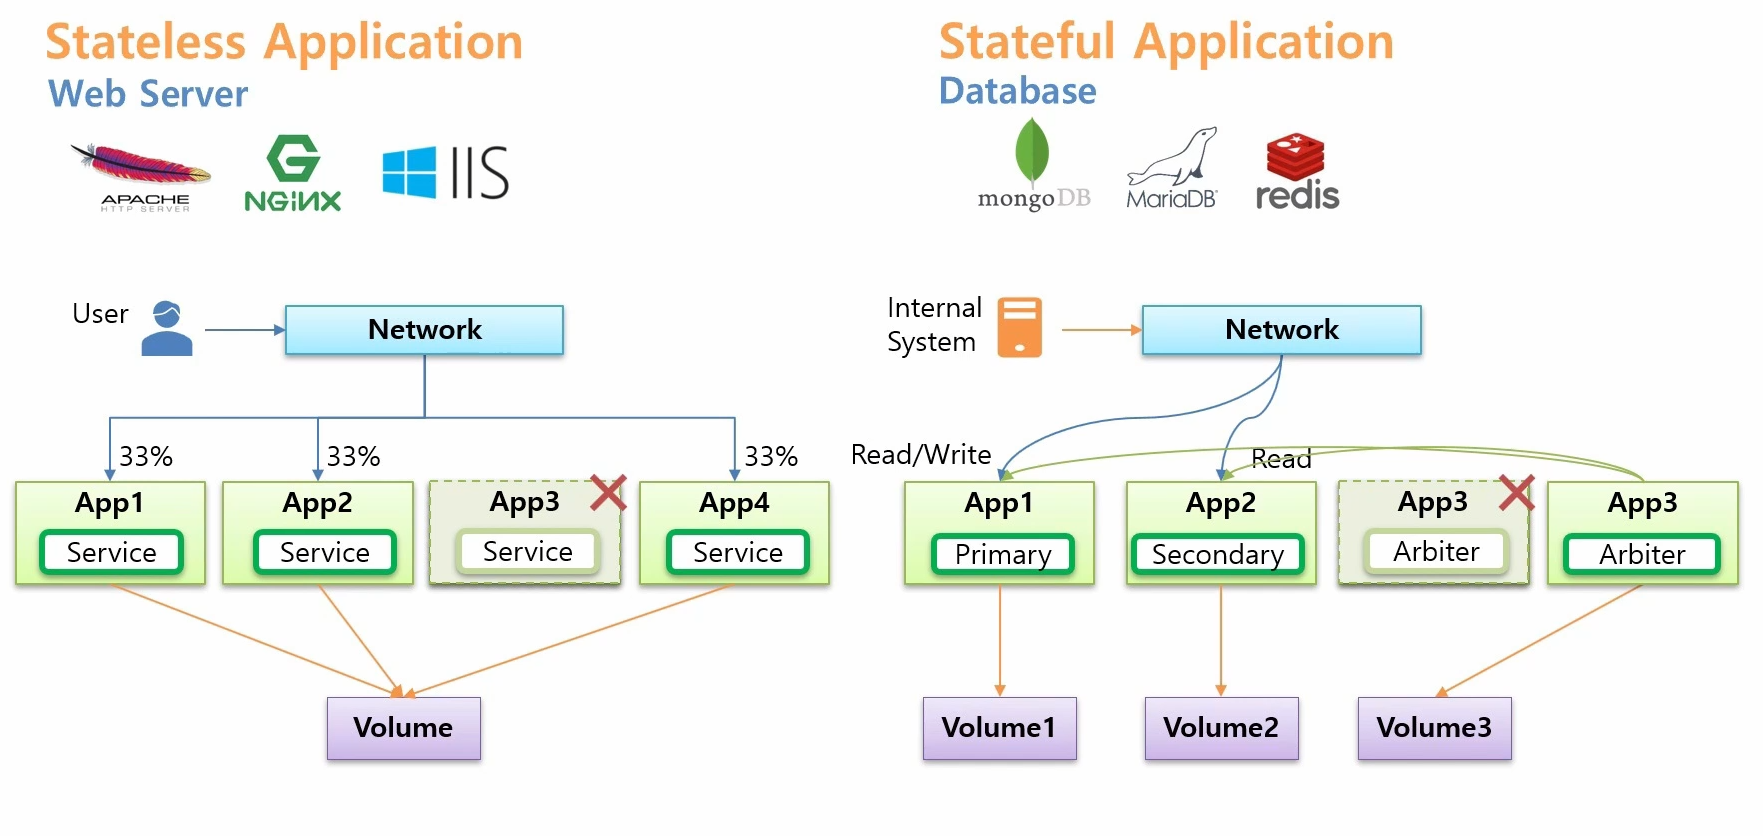 Stateless Application
Web Server
APACHE
HTTP SERVER
NGiNX
IIS
User
Network
33%
33%
33%
App1
Service
App2
Service
App3
Service
App4
Service
Volume
Stateful Application
Database
mongoDB
MariaDB
redis
Internal
System
Network
Read/Write
Read
App1
Primary
App2
Secondary
App3
Arbiter
App3
Arbiter
Volume1
Volume2
Volume3